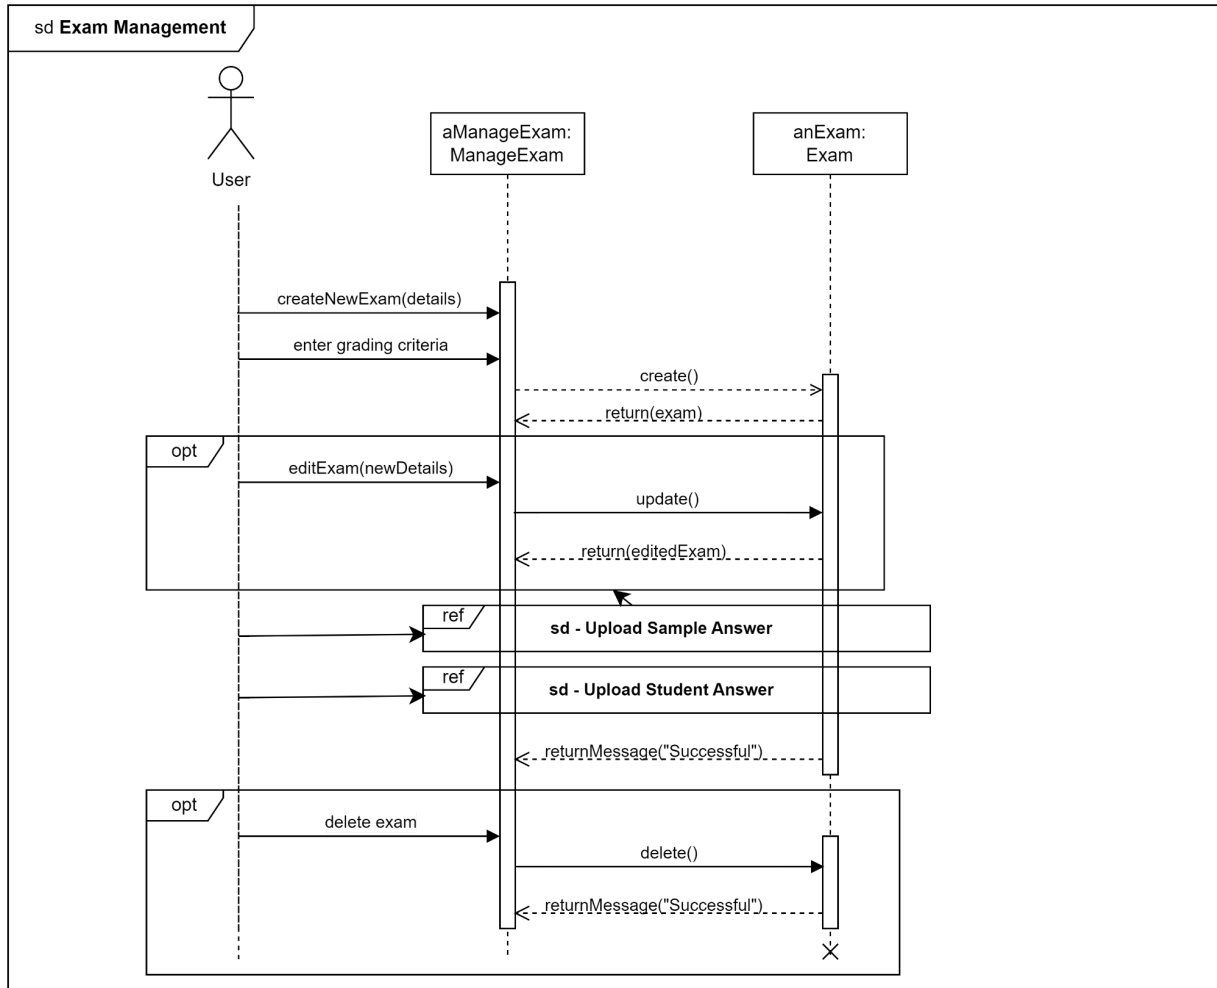 sd Exam Management
User
aManageExam:
ManageExam
anExam:
Exam
createNewExam(details)
enter grading criteria
create()
return(exam)
opt
editExam(newDetails)
update()
return(editedExam)
ref
sd - Upload Sample Answer
ref
sd - Upload Student Answer
returnMessage("Successful")
opt
delete exam
delete()
returnMessage("Successful")